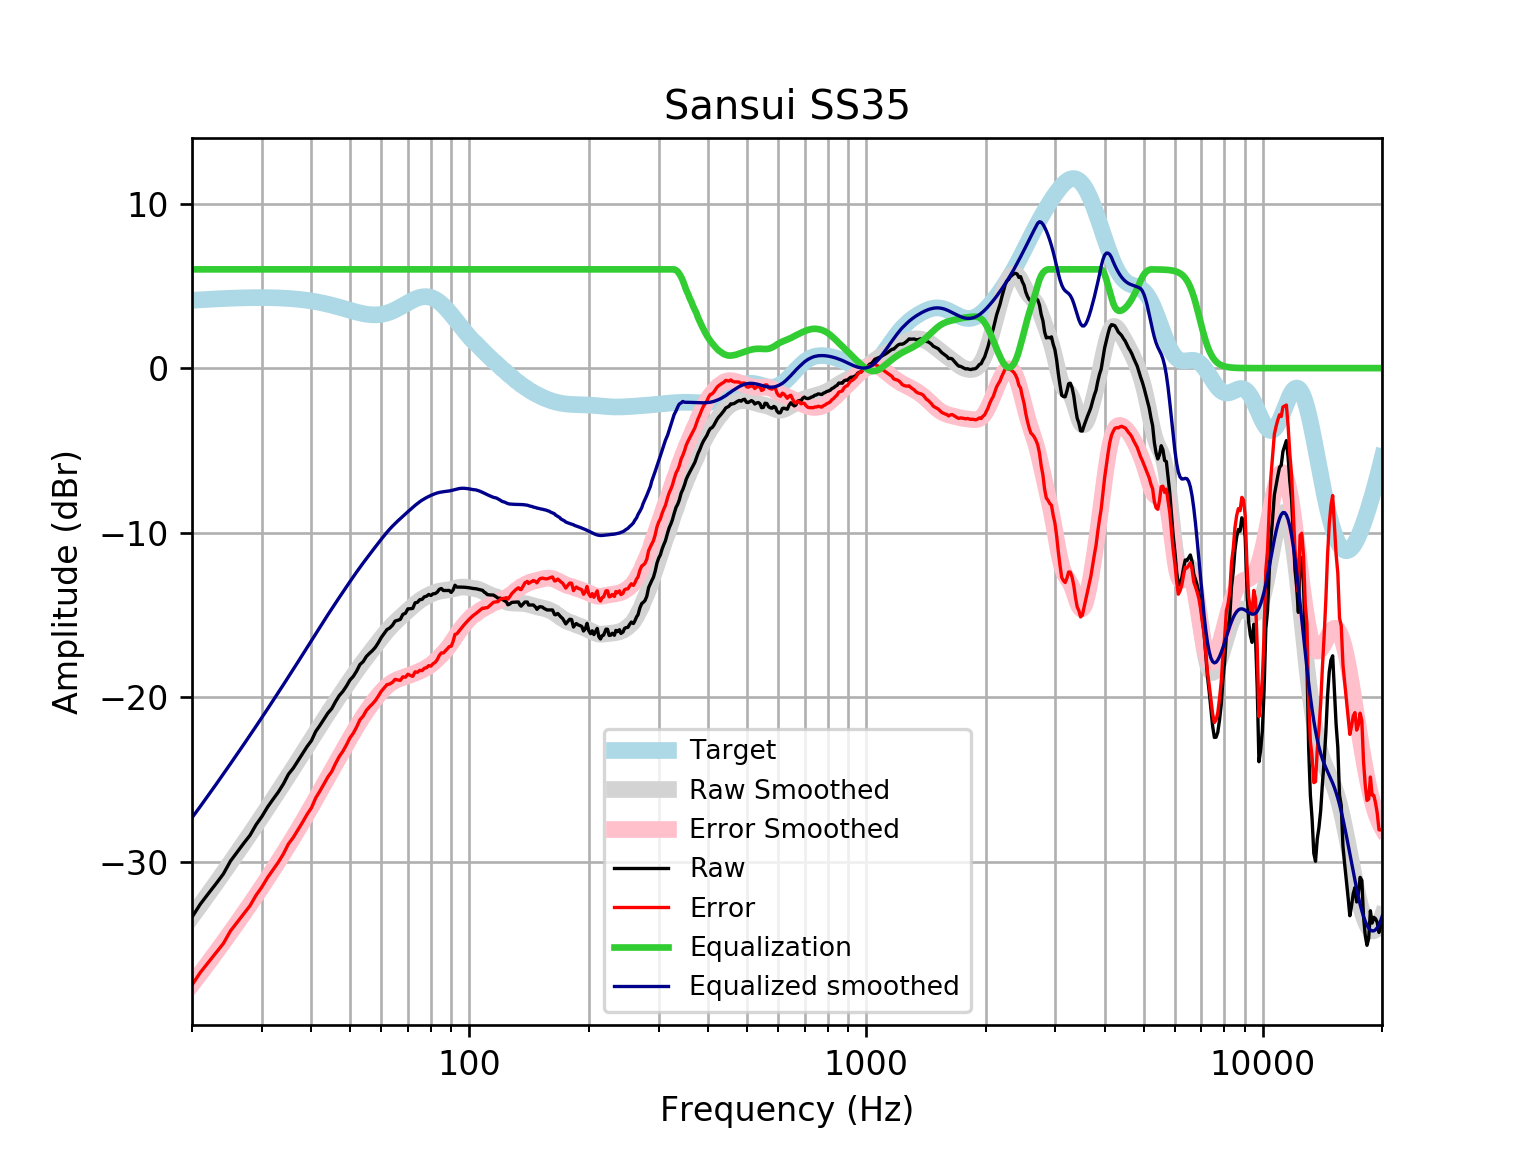 Sansui SS35
Amplitude (dBr)
10
0
−10
−20
−30
Target
Raw Smoothed
Error Smoothed
Raw
Error
Equalization
Equalized smoothed
100
1000
10000
Frequency (Hz)